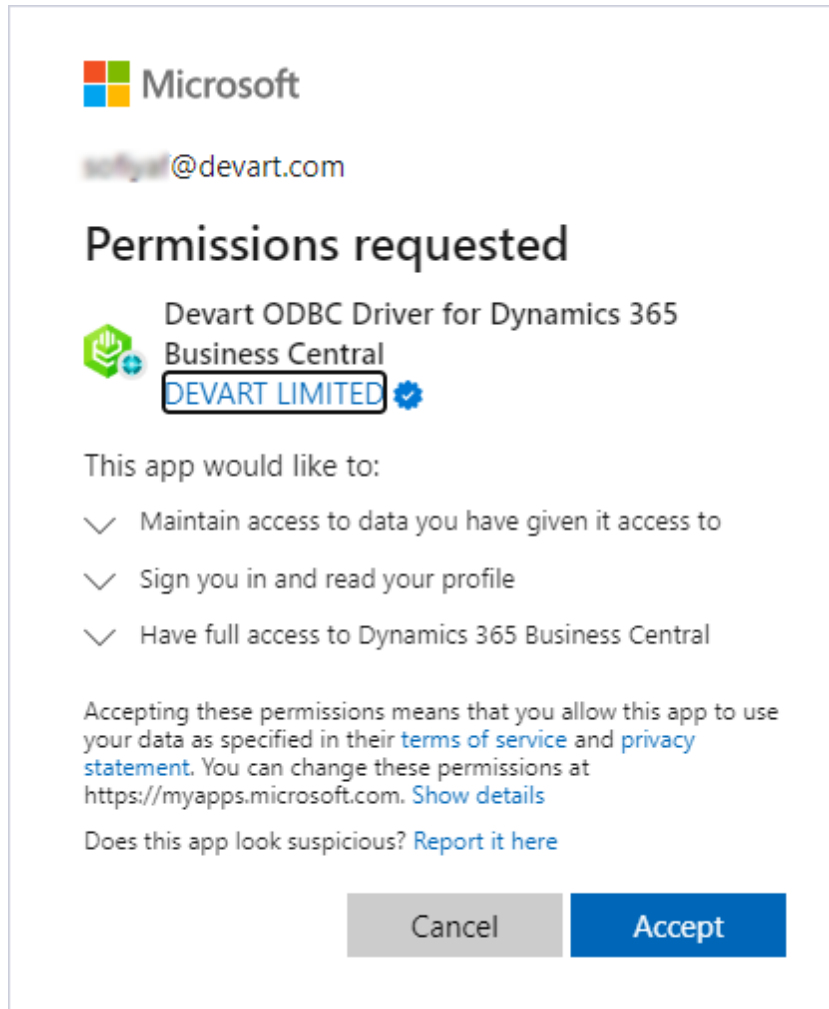 Microsoft
@devart.com
Permissions requested
Devart ODBC Driver for Dynamics 365
Business Central
DEVART LIMITED
This app would like to:
Maintain access to data you have given it access to
Sign you in and read your profile
Have full access to Dynamics 365 Business Central
Accepting these permissions means that you allow this app to use
your data as specified in their terms of service and privacy
statement. You can change these permissions at
https://myapps.microsoft.com. Show details
Does this app look suspicious? Report it here
Cancel Accept